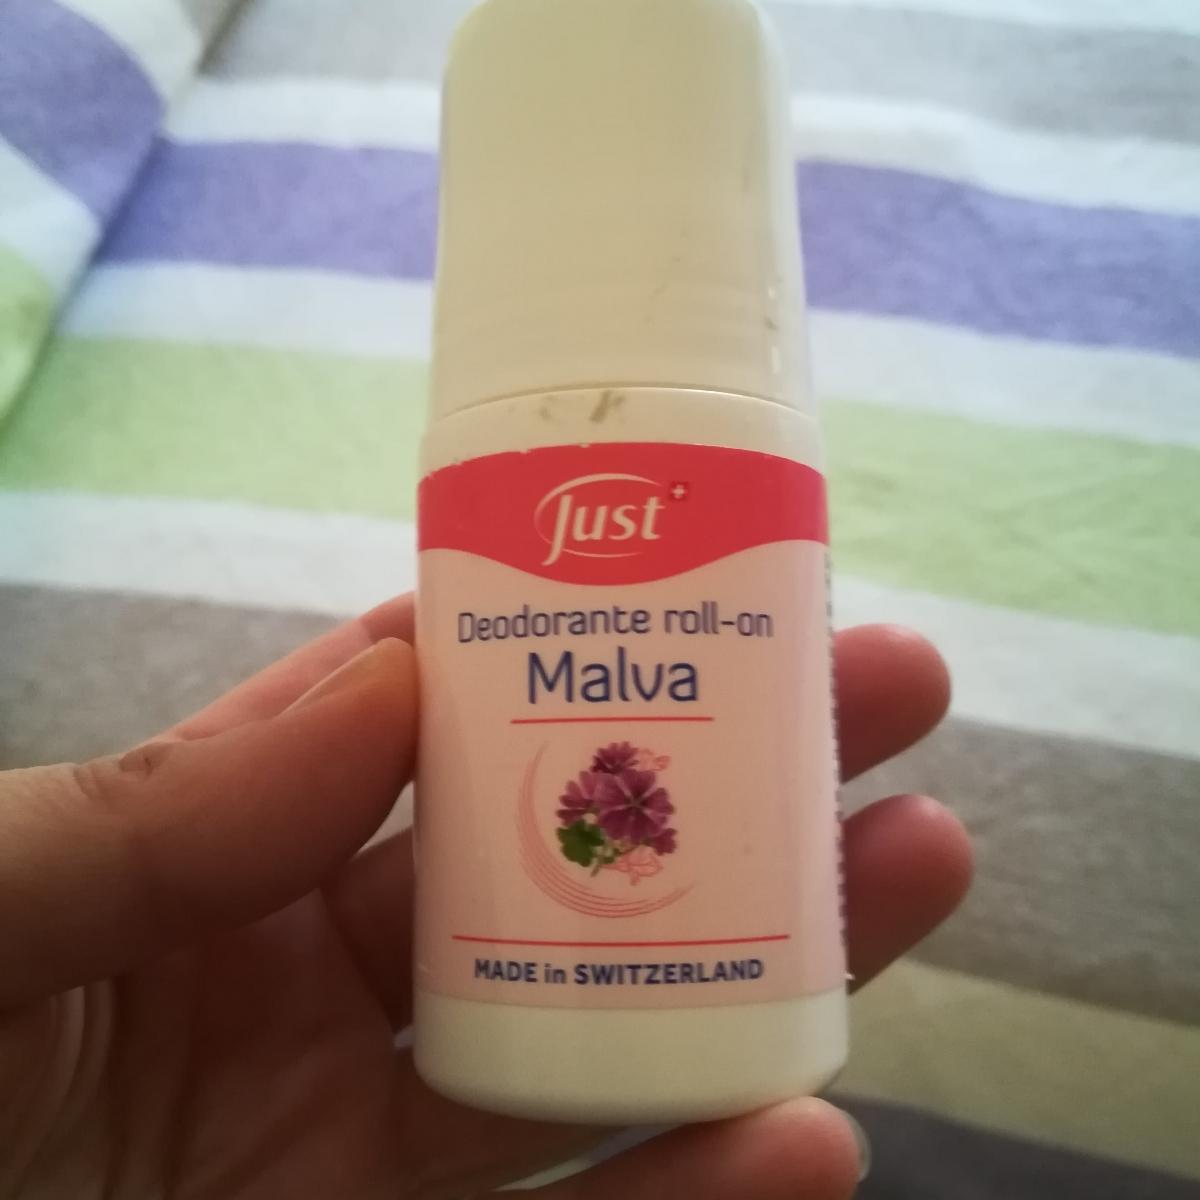 Just
Deodorante roll-on
Malva
MADE in SWITZERLAND